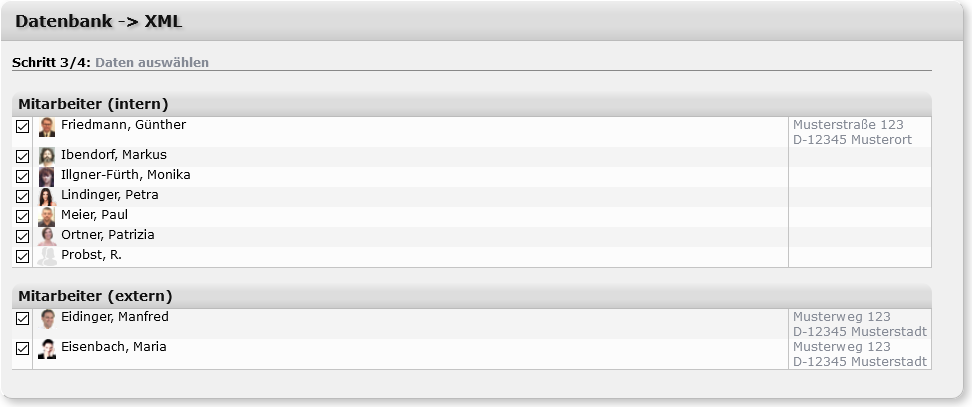 Datenbank -> XML
Schritt 3/4: Daten auswählen
Mitarbeiter (intern)
Friedmann, Günther
Musterstraße 123
D-12345 Musterort
Ibendorf, Markus
Illgner-Fürth, Monika
Lindinger, Petra
Meier, Paul
Ortner, Patrizia
Probst, R.
Mitarbeiter (extern)
Eidinger, Manfred
Musterweg 123
D-12345 Musterstadt
Eisenbach, Maria
Musterweg 123
D-12345 Musterstadt